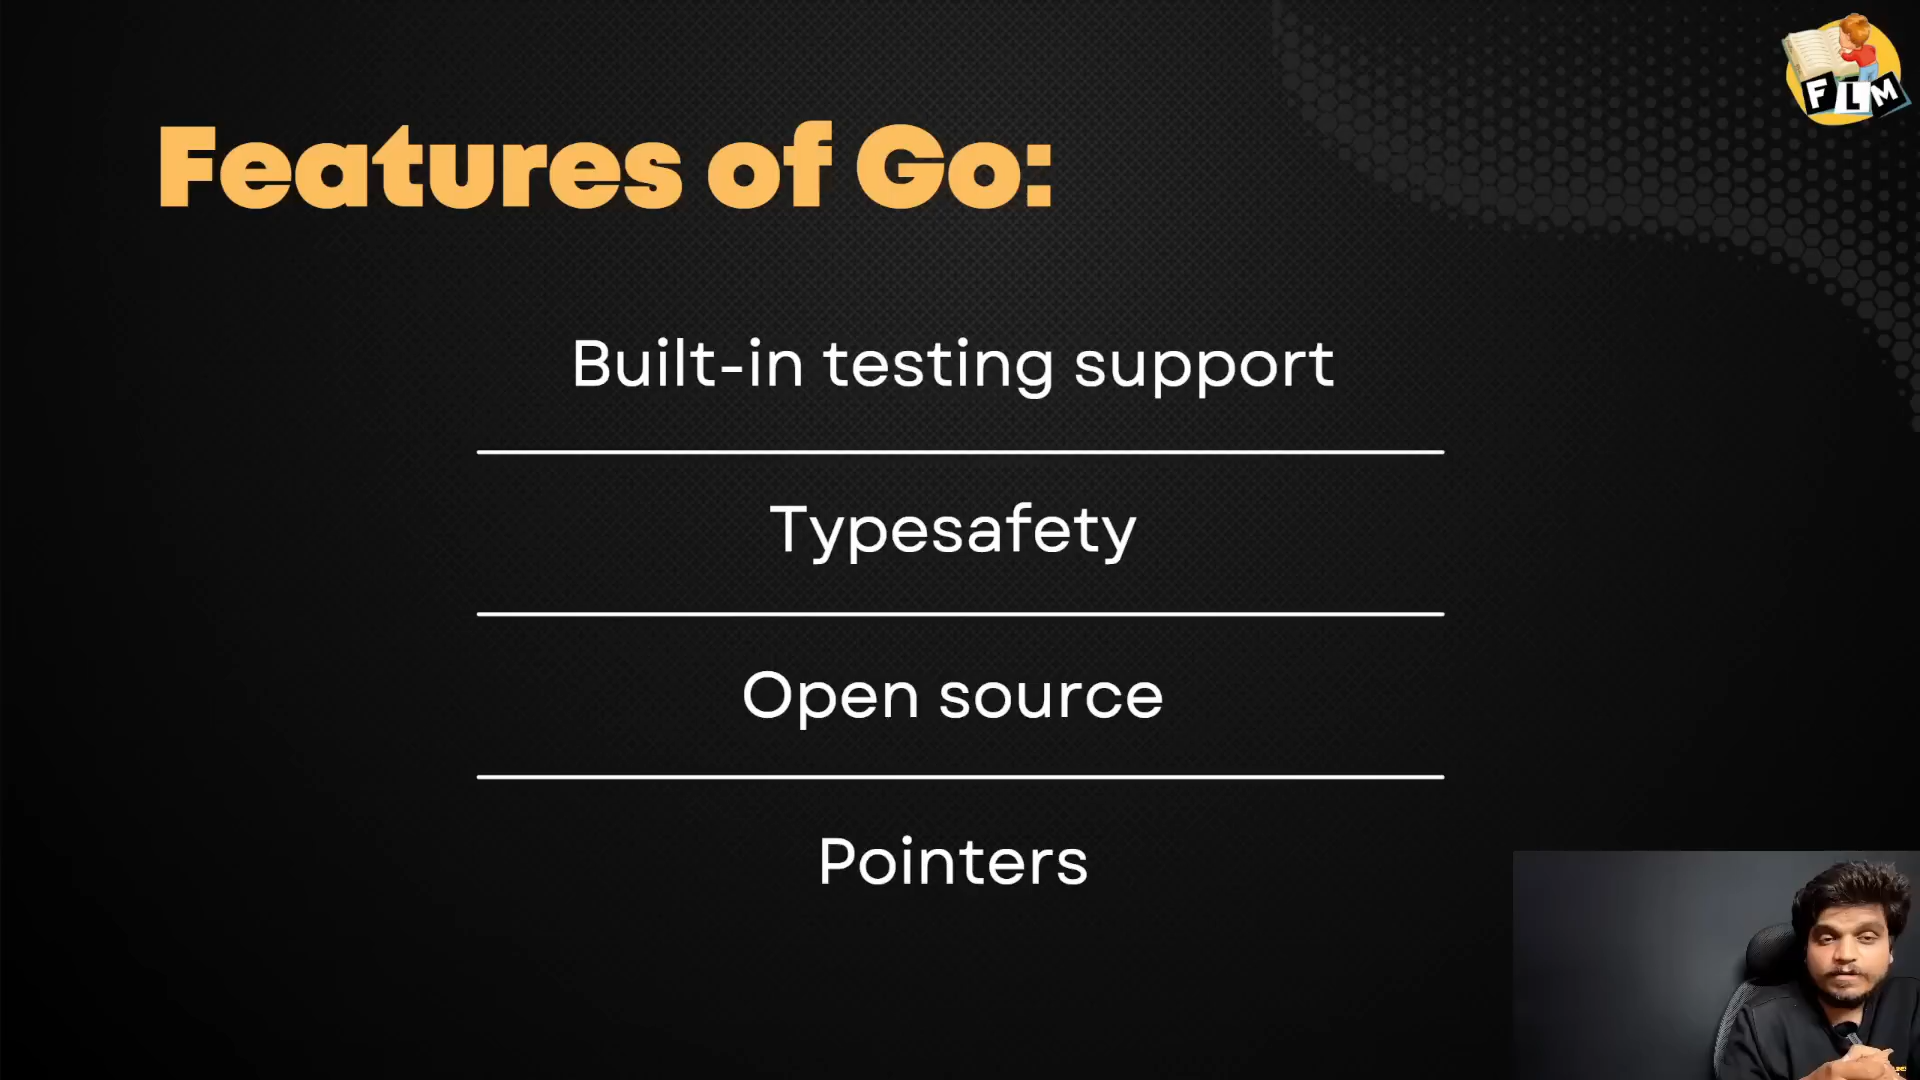 FLM
Features of Go:
Built-in testing support
Typesafety
Open source
Pointers